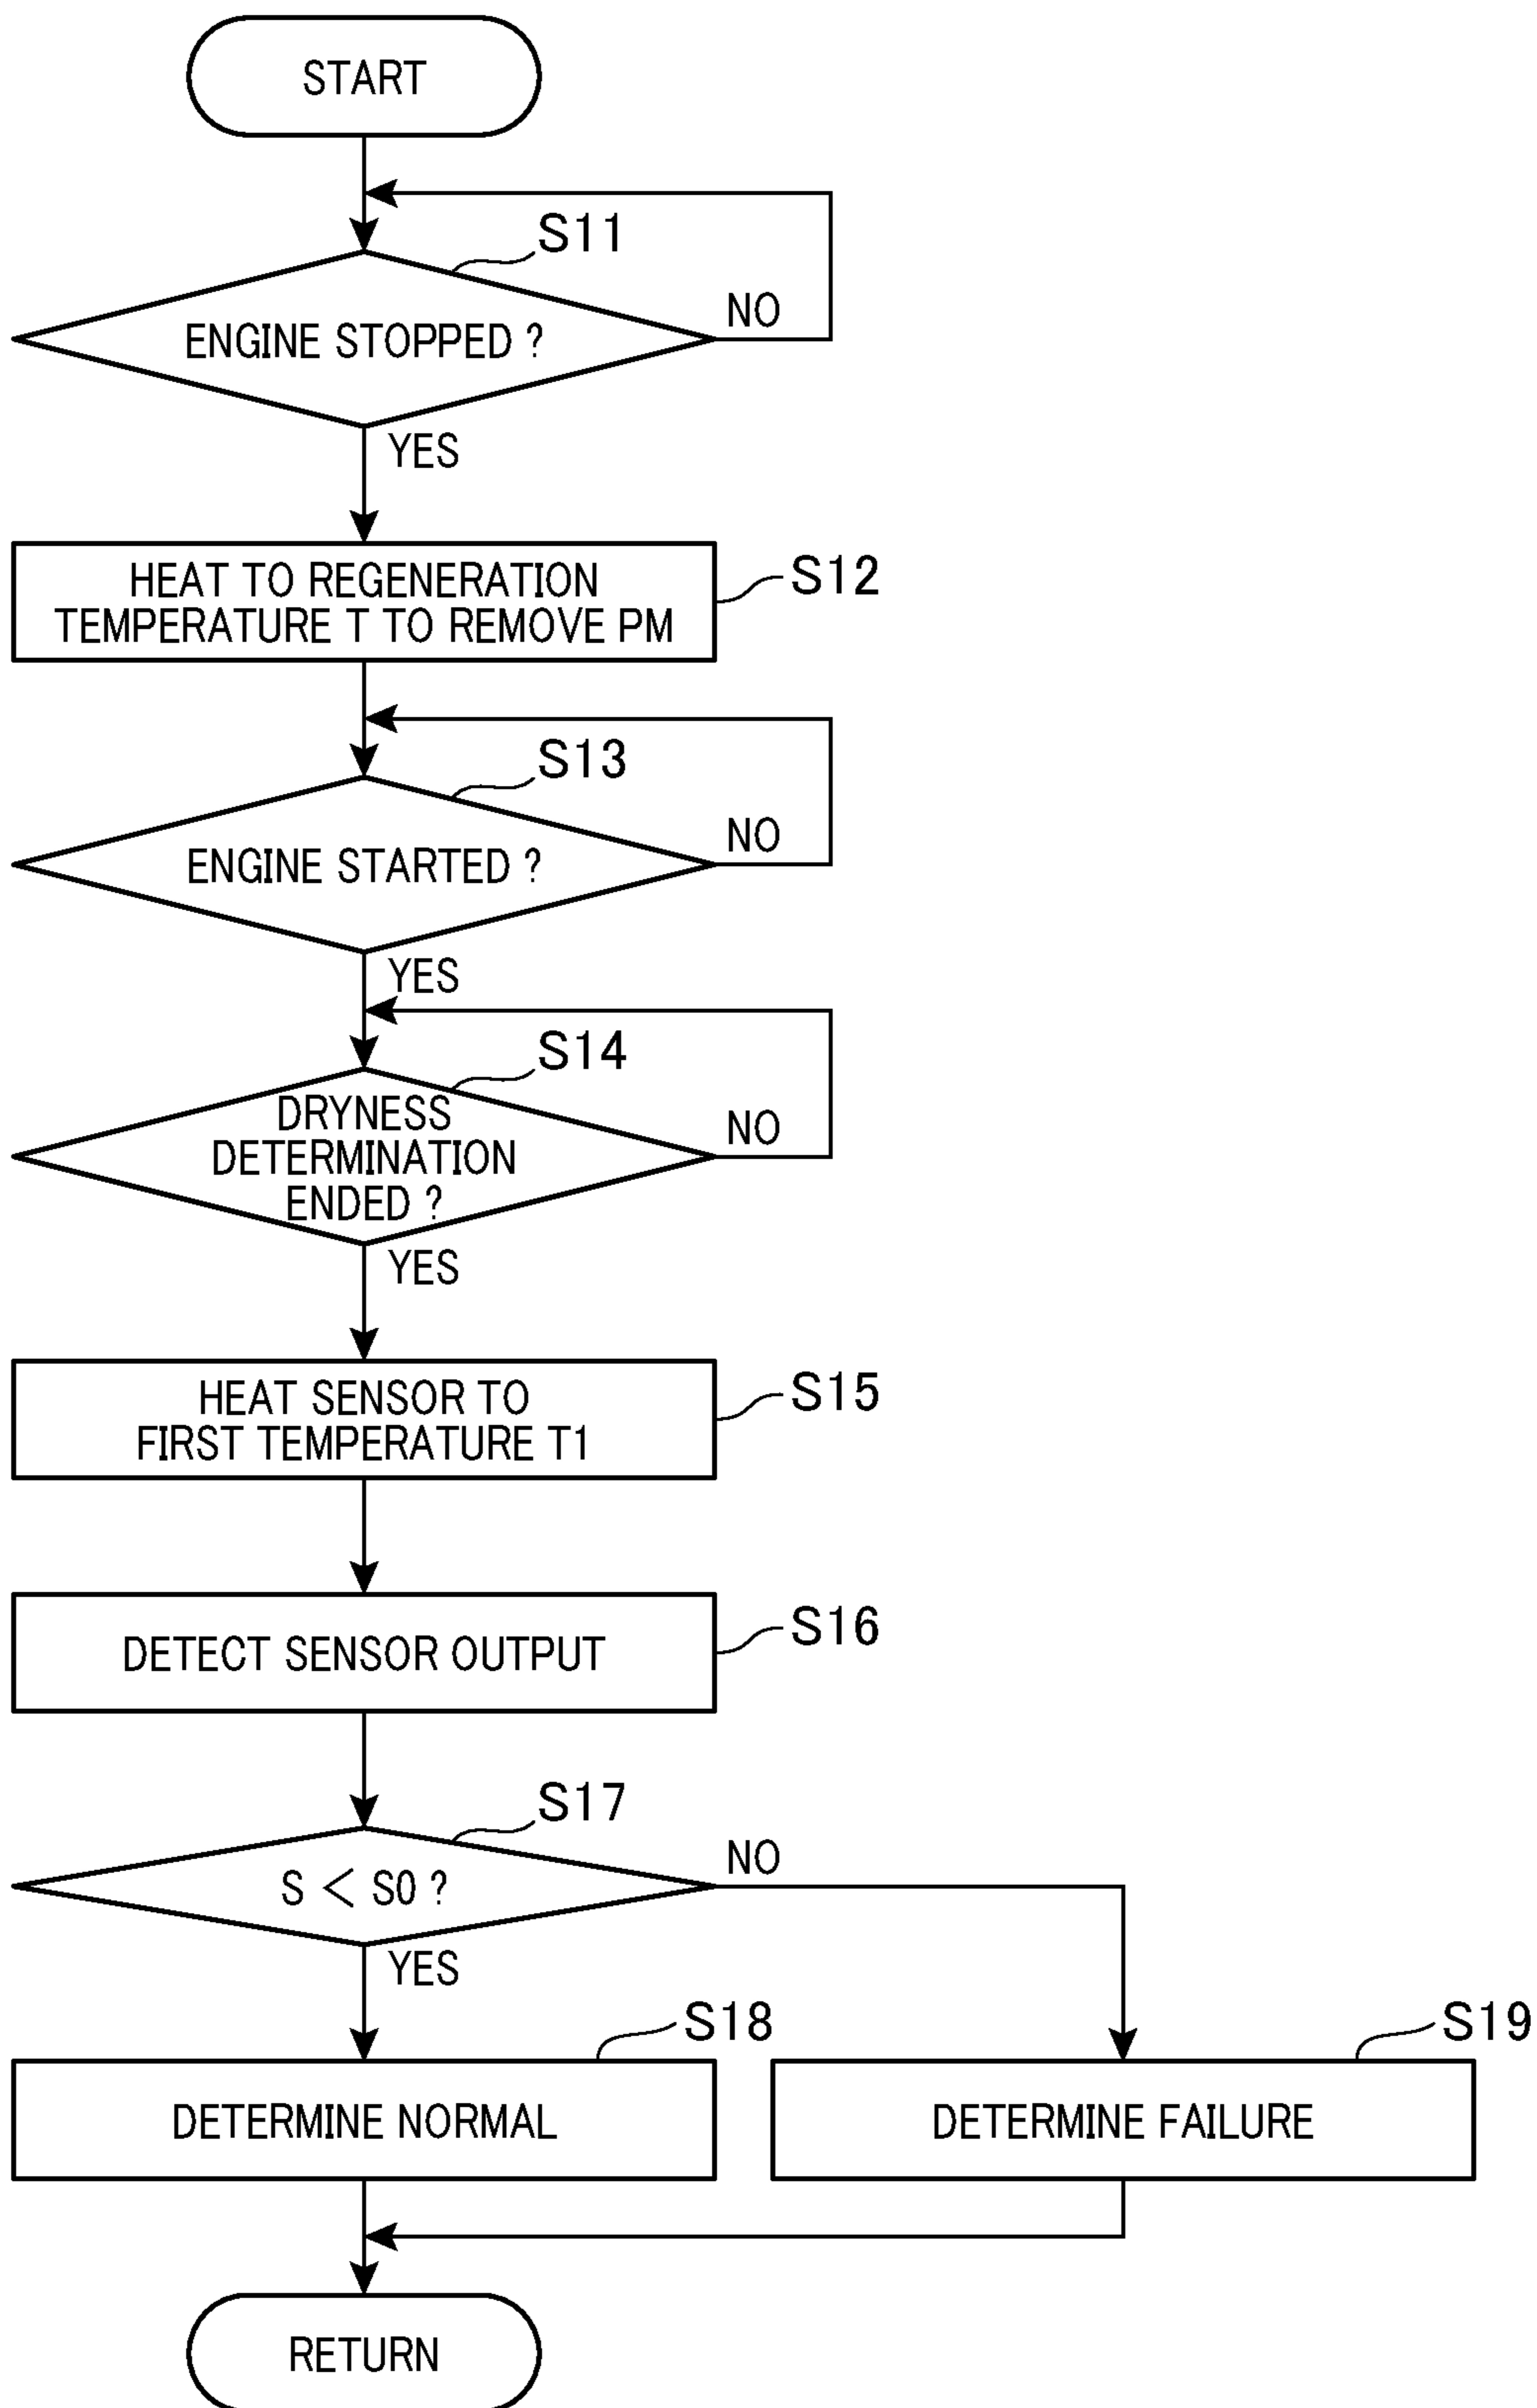 START
S11
ENGINE STOPPED ?
NO
YES
HEAT TO REGENERATION
TEMPERATURE T TO REMOVE PM
S12
S13
ENGINE STARTED ?
NO
YES
S14
DRYNESS
DETERMINATION
ENDED ?
NO
YES
HEAT SENSOR TO
FIRST TEMPERATURE T1
S15
DETECT SENSOR OUTPUT
S16
S17
S < S0 ?
NO
YES
S18
DETERMINE NORMAL
S19
DETERMINE FAILURE
RETURN